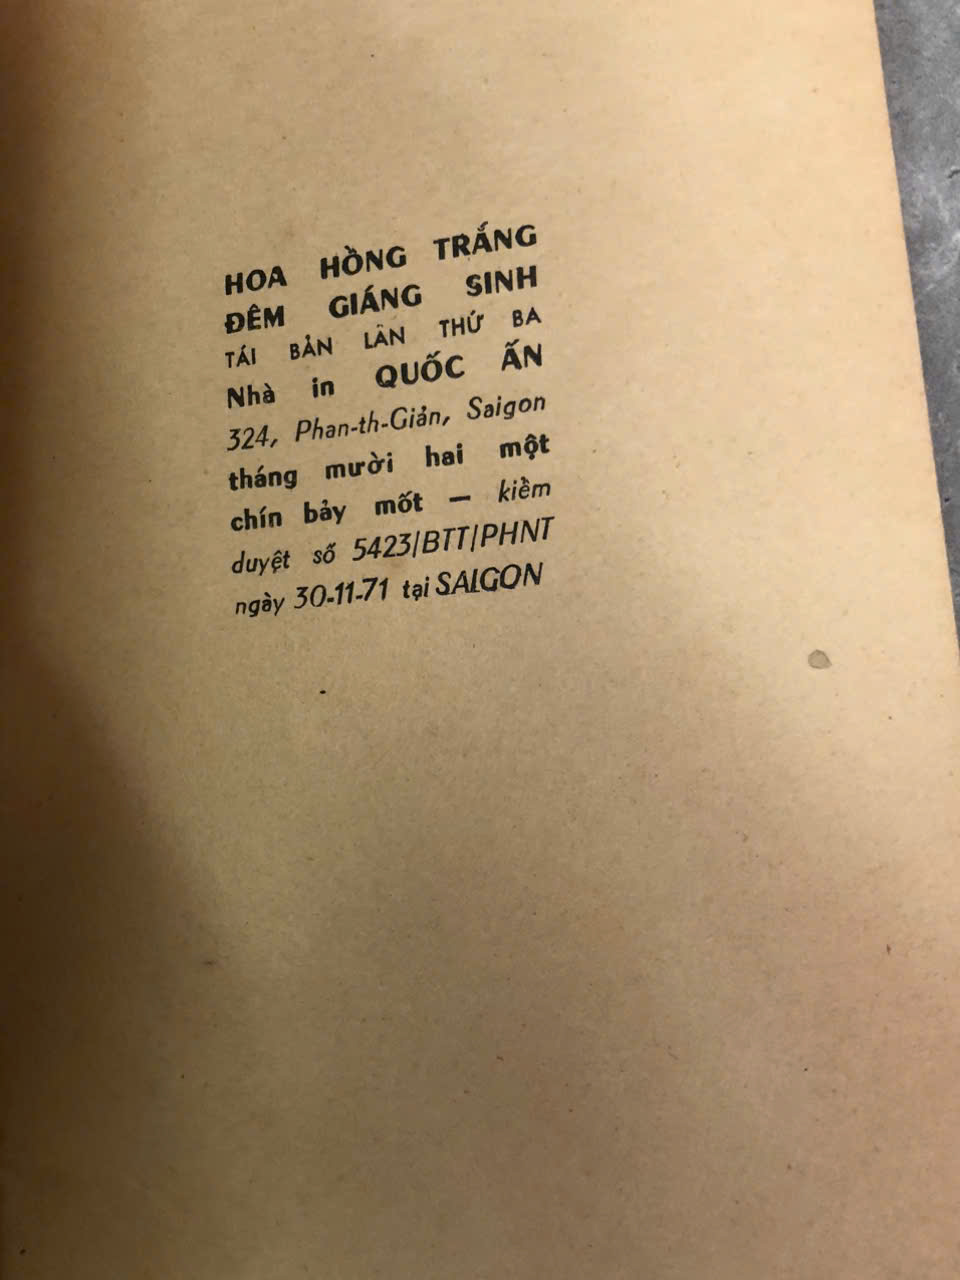 HOA HỒNG TRẮNG
ĐÊM GIÁNG SINH
TÁI BẢN LẦN THỨ BA
Nhà in QUỐC ẤN
324, Phan-th-Giản, Saigon
tháng mười hai một
chín bảy mốt — kiềm
duyệt số 5423/BTT/PHNT
ngày 30-11-71 tại SAIGON